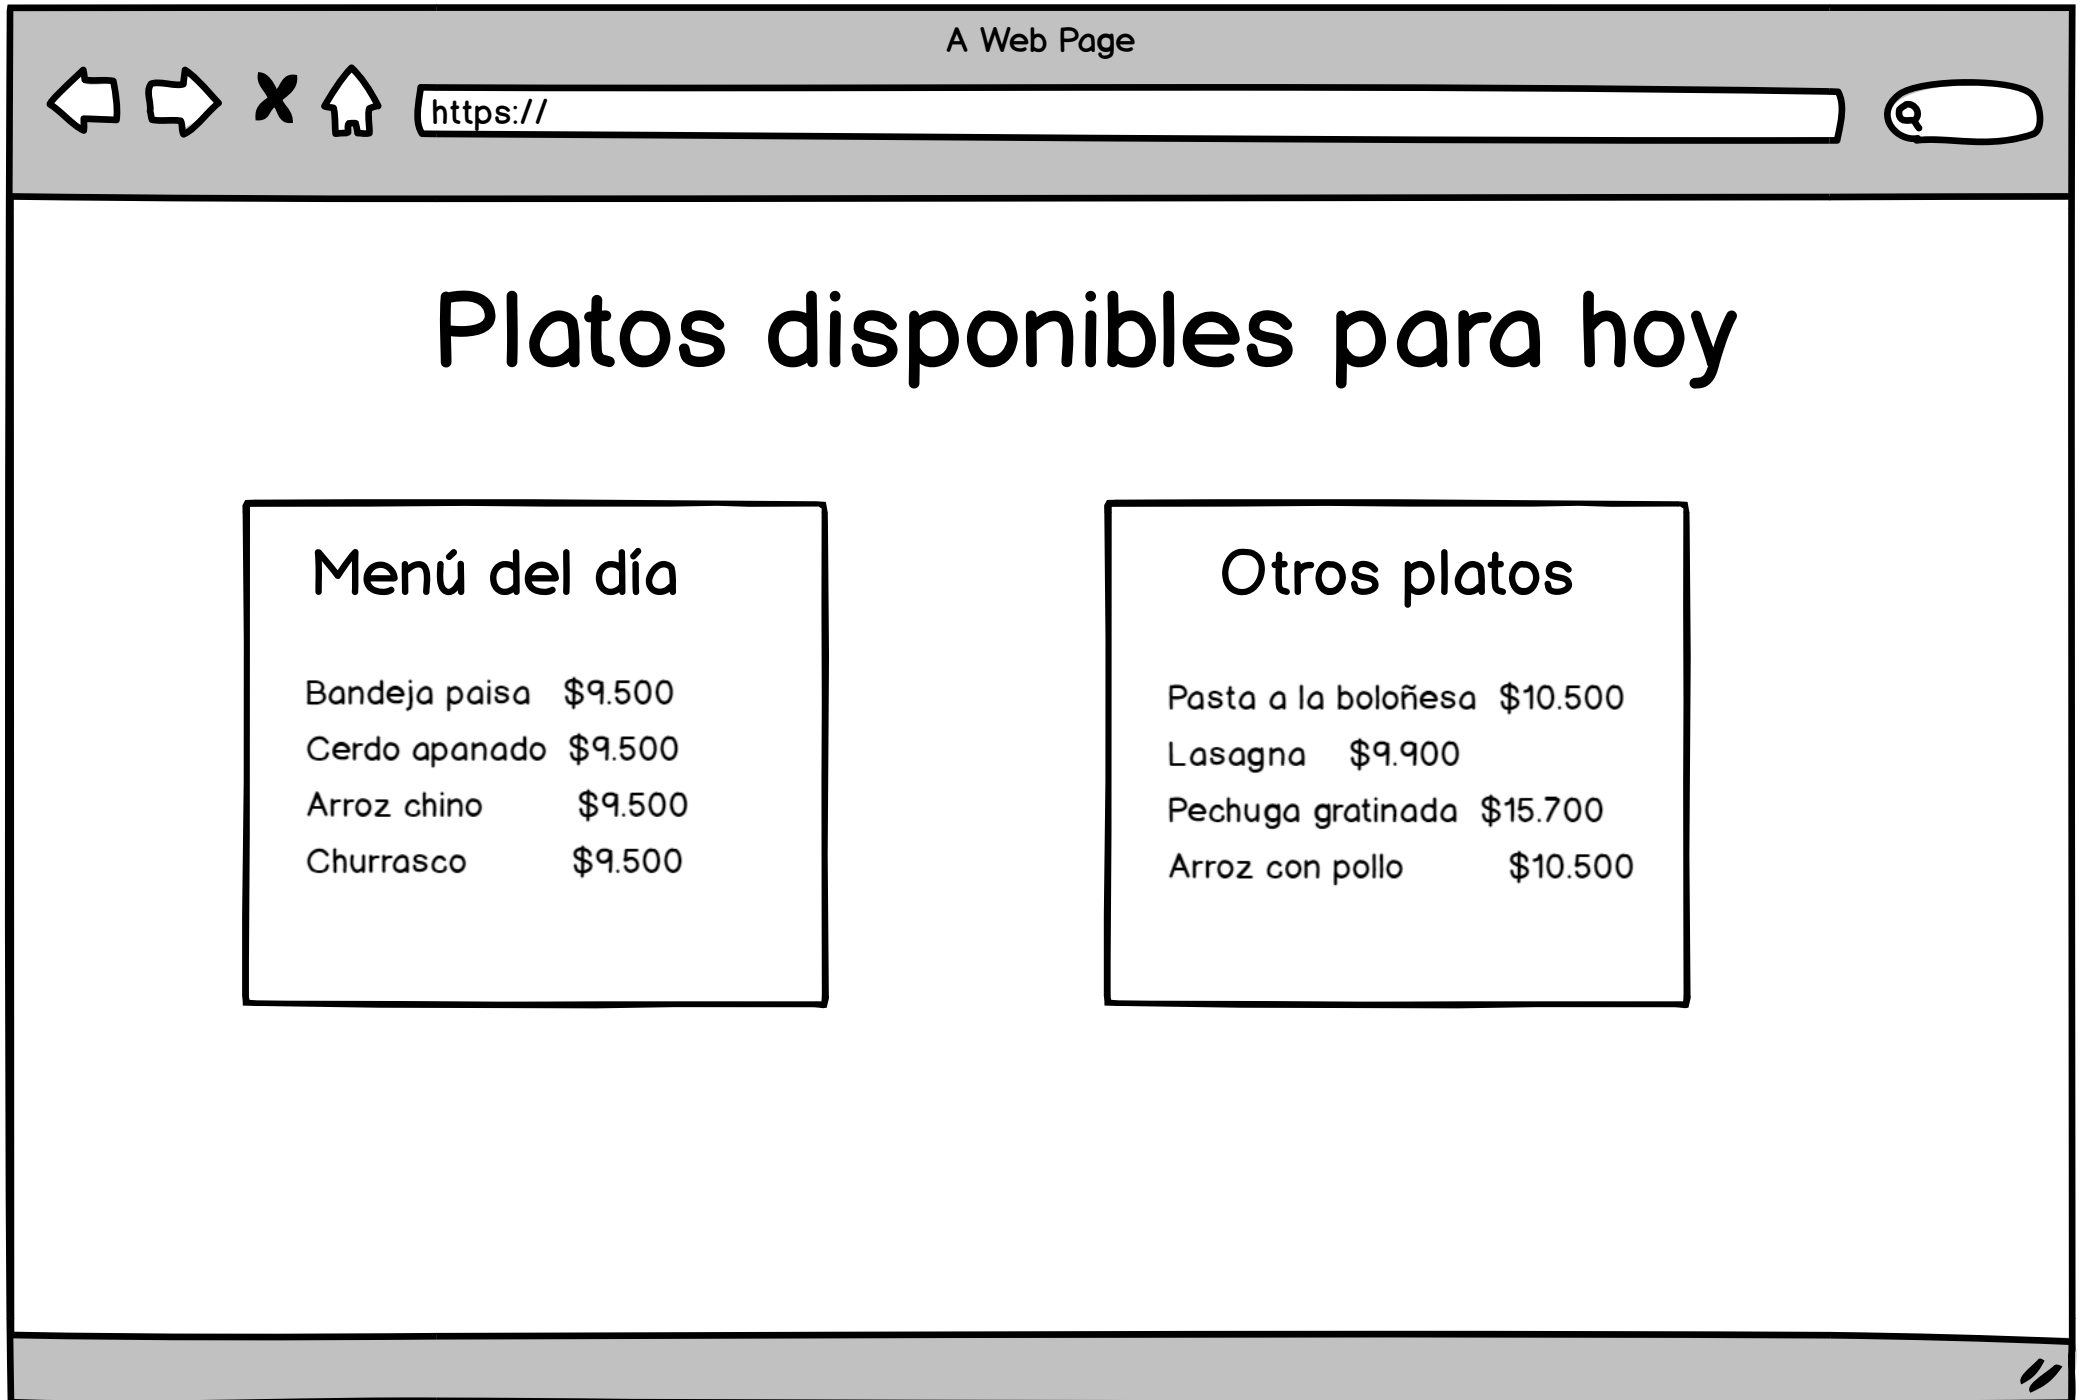 A Web Page
https://
Platos disponibles para hoy
Menú del día
Bandeja paisa $9.500
Cerdo apanado $9.500
Arroz chino $9.500
Churrasco $9.500
Otros platos
Pasta a la boloñesa $10.500
Lasagna $9.900
Pechuga gratinada $15.700
Arroz con pollo $10.500